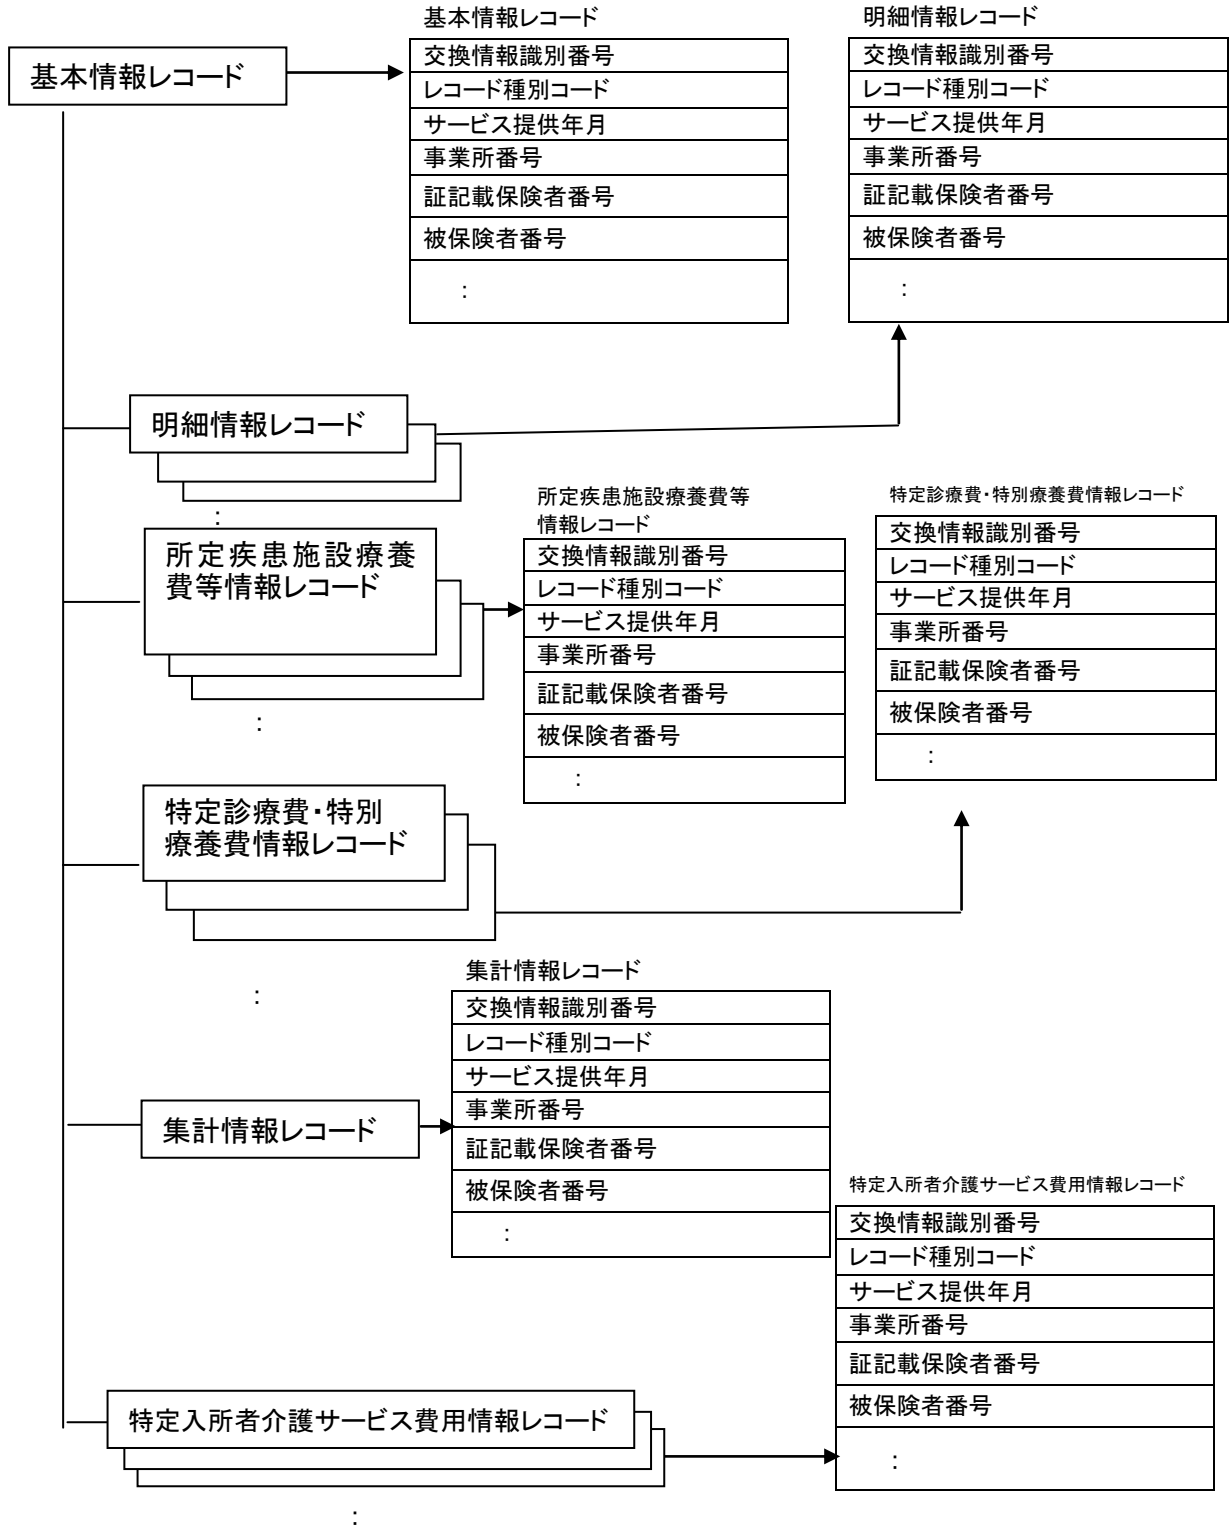 基本情報レコード
基本情報レコード
交換情報識別番号
レコード種別コード
サービス提供年月
事業所番号
証記載保険者番号
被保険者番号
:
明細情報レコード
交換情報識別番号
レコード種別コード
サービス提供年月
事業所番号
証記載保険者番号
被保険者番号
:
明細情報レコード
:
所定疾患施設療養
費等情報レコード
:
所定疾患施設療養費等
情報レコード
交換情報識別番号
レコード種別コード
サービス提供年月
事業所番号
証記載保険者番号
被保険者番号
:
特定診療費・特別療養費情報レコード
交換情報識別番号
レコード種別コード
サービス提供年月
事業所番号
証記載保険者番号
被保険者番号
:
特定診療費・特別
療養費情報レコード
:
集計情報レコード
交換情報識別番号
レコード種別コード
サービス提供年月
事業所番号
証記載保険者番号
被保険者番号
:
集計情報レコード
特定入所者介護サービス費用情報レコード
交換情報識別番号
レコード種別コード
サービス提供年月
事業所番号
証記載保険者番号
被保険者番号
:
特定入所者介護サービス費用情報レコード
: